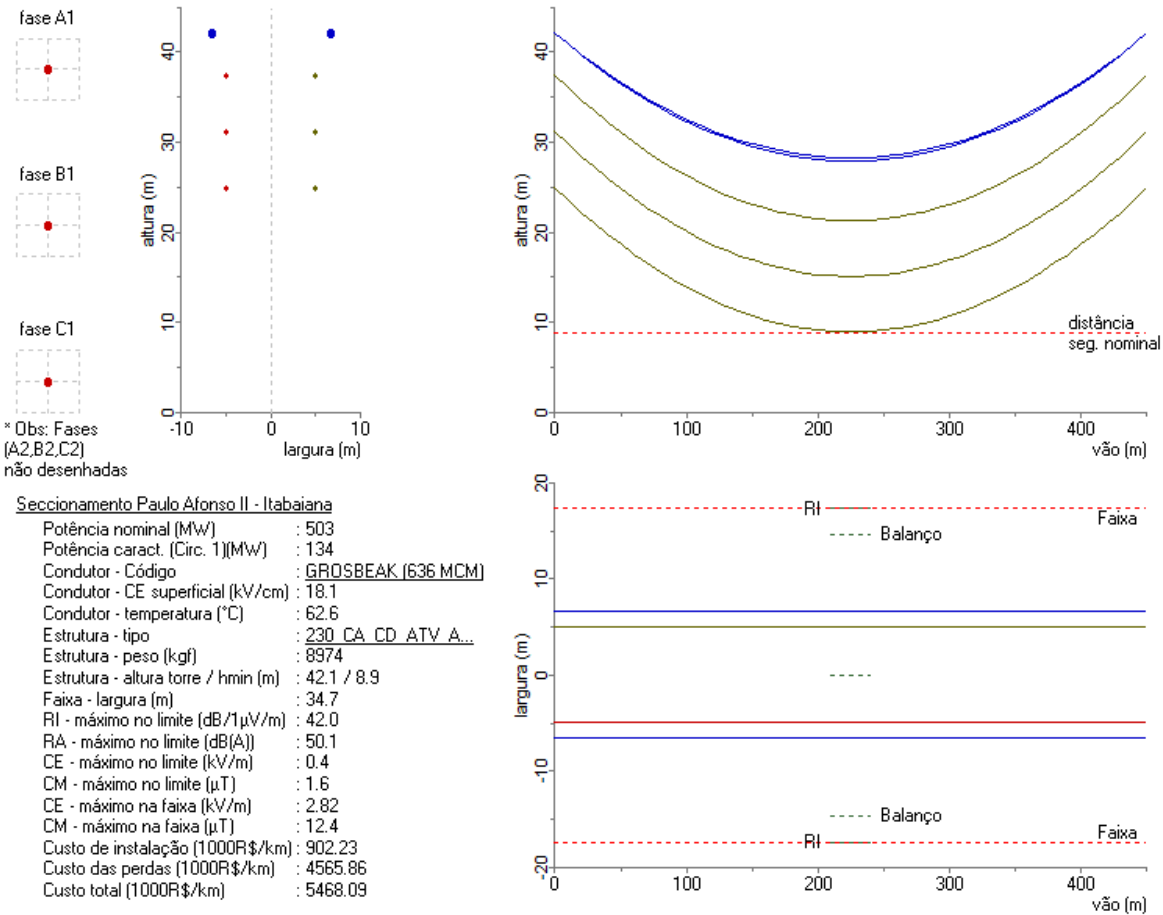 fase A1
fase B1
fase C1
* Obs: Fases
(A2,B2,C2)
não desenhadas
altura (m)
0
10
20
30
40
-10
0
10
largura (m)
altura (m)
0
10
20
30
40
distância
seg. nominal
0
100
200
300
400
vão (m)
Seccionamento Paulo Afonso II - Itabaiana
Potência nominal (MW) : 503
Potência caract. (Circ. 1)(MW) : 134
Condutor - Código : GROSBEAK (636 MCM)
Condutor - CE superficial (kV/cm) : 18.1
Condutor - temperatura (°C) : 62.6
Estrutura - tipo : 230_CA_CD_ATV_A...
Estrutura - peso (kgf) : 8974
Estrutura - altura torre / hmin (m) : 42.1 / 8.9
Faixa - largura (m) : 34.7
RI - máximo no limite (dB/1µV/m) : 42.0
RA - máximo no limite (dB(A)) : 50.1
CE - máximo no limite (kV/m) : 0.4
CM - máximo no limite (µT) : 1.6
CE - máximo na faixa (kV/m) : 2.82
CM - máximo na faixa (µT) : 12.4
Custo de instalação (1000R$/km) : 902.23
Custo das perdas (1000R$/km) : 4565.86
Custo total (1000R$/km) : 5468.09
largura (m)
20
10
0
-10
-20
RI
Faixa
Balanço
Balanço
RI
Faixa
0
100
200
300
400
vão (m)